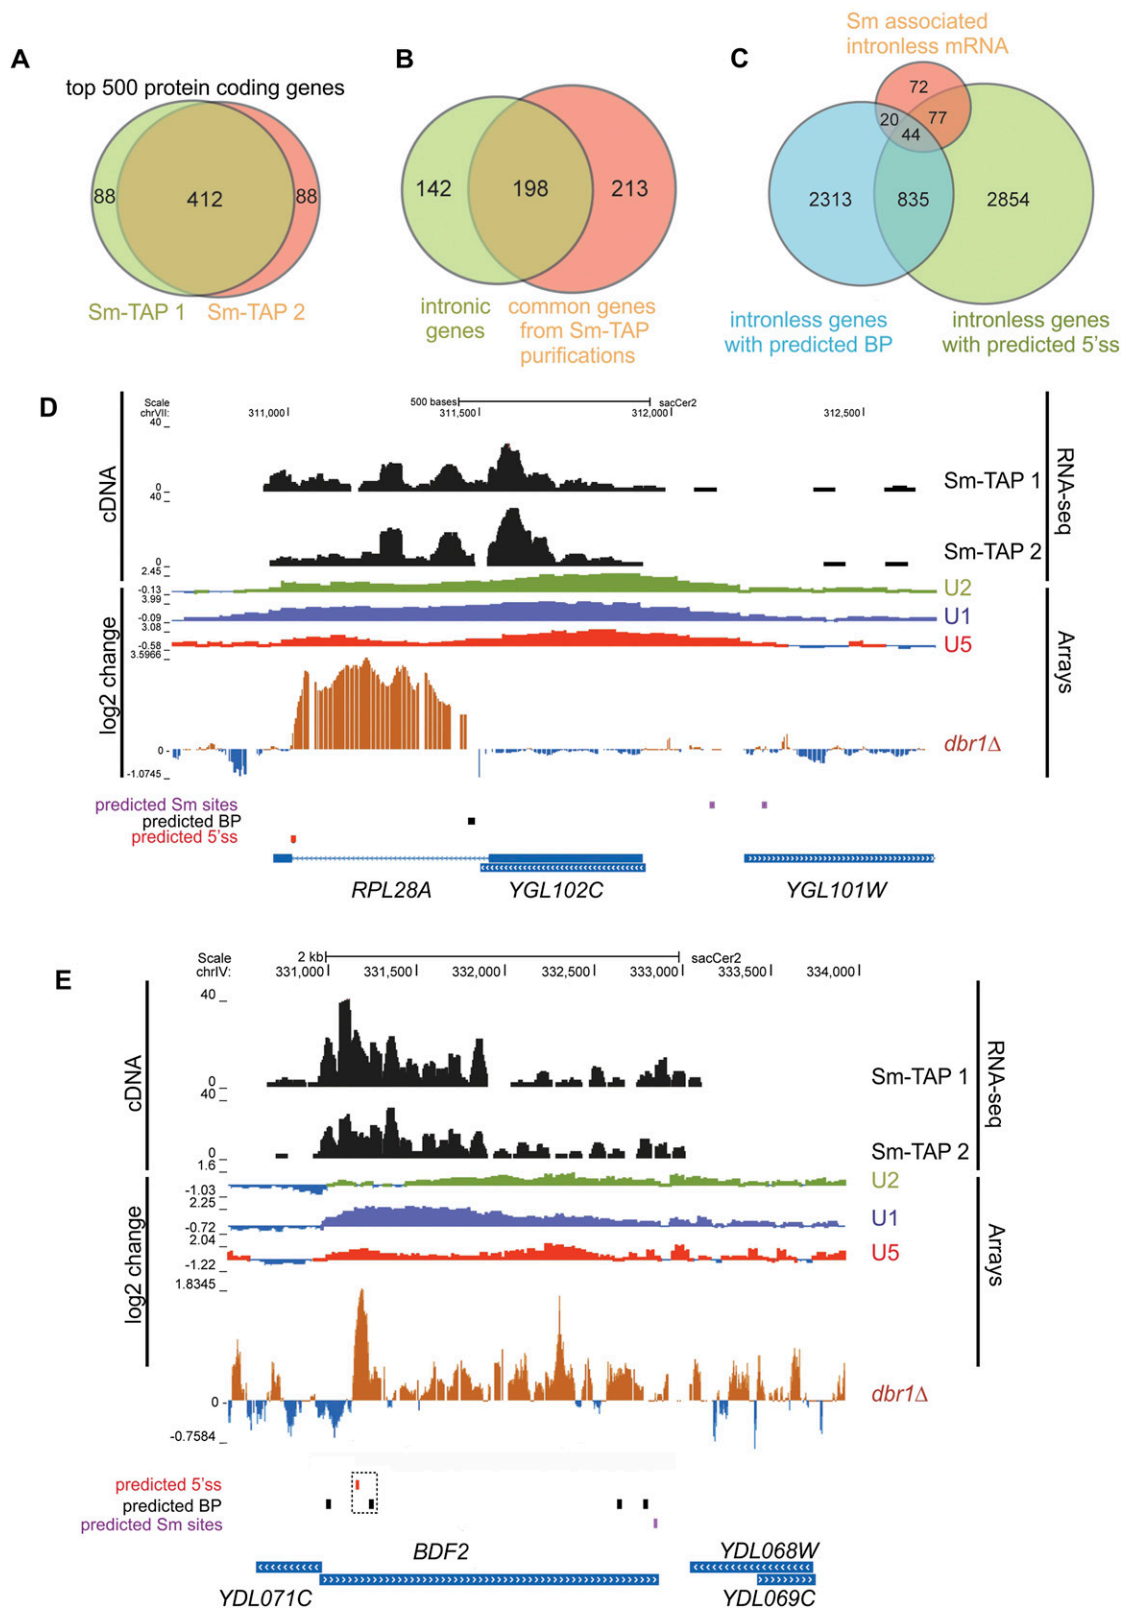 A
top 500 protein coding genes
88
412
88
Sm-TAP 1
Sm-TAP 2
B
142
198
213
intronic
genes
common genes
from Sm-TAP
purifications
C
Sm associated
intronless mRNA
72
20
77
44
2313
835
2854
intronless genes
with predicted BP
intronless genes
with predicted 5'ss
D
Scale
chrVII:
500 bases
sacCer2
311,000
311,500
312,000
312,500
cDNA
40
0
Sm-TAP 1
40
0
Sm-TAP 2
RNA-seq
log2 change
2.45
-0.13
U2
3.99
-0.09
U1
3.08
-0.58
U5
3.5966
0
-1.0745
dbr1Δ
Arrays
predicted Sm sites
predicted BP
predicted 5'ss
RPL28A
YGL102C
YGL101W
E
Scale
chrIV:
2 kb
sacCer2
331,000
331,500
332,000
332,500
333,000
333,500
334,000
cDNA
40
0
Sm-TAP 1
40
0
Sm-TAP 2
RNA-seq
log2 change
1.6
-1.03
U2
2.25
-0.72
U1
2.04
-1.22
U5
1.8345
0
-0.7584
dbr1Δ
Arrays
predicted 5'ss
predicted BP
predicted Sm sites
BDF2
YDL068W
YDL071C
YDL069C